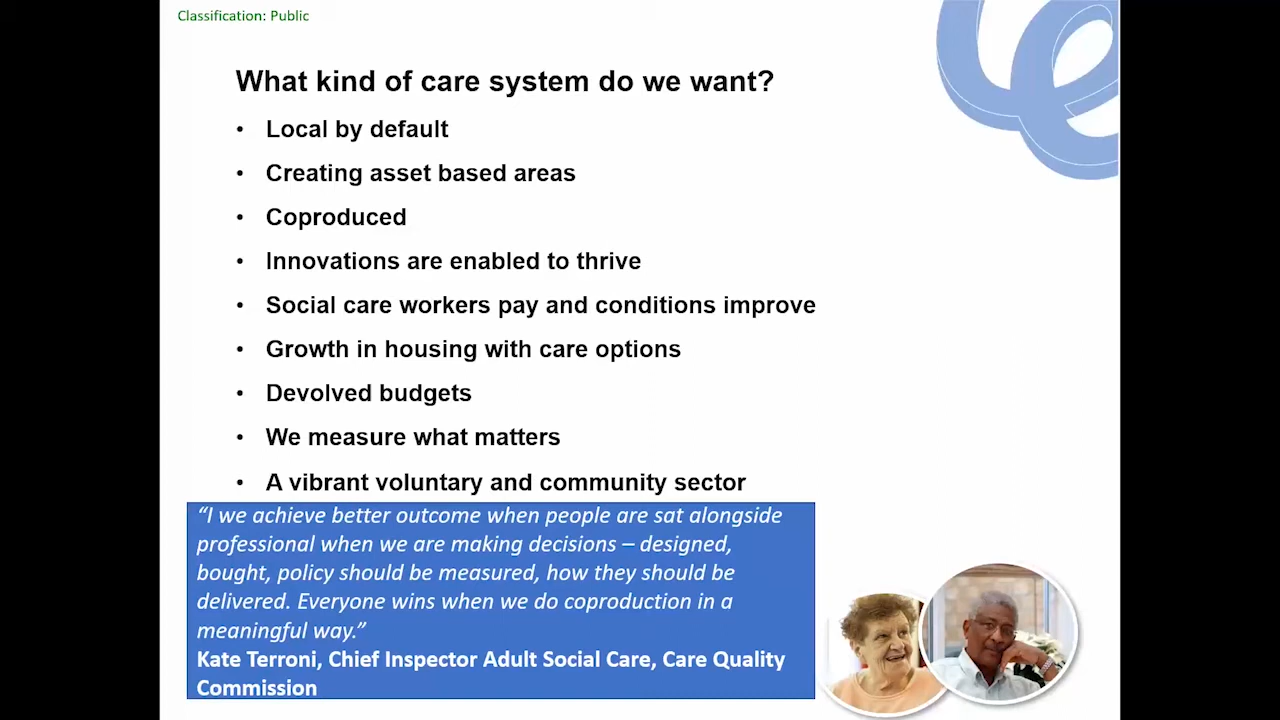 Classification: Public
What kind of care system do we want?
• Local by default
• Creating asset based areas
• Coproduced
• Innovations are enabled to thrive
• Social care workers pay and conditions improve
• Growth in housing with care options
• Devolved budgets
• We measure what matters
• A vibrant voluntary and community sector
“I we achieve better outcome when people are sat alongside
professional when we are making decisions – designed,
bought, policy should be measured, how they should be
delivered. Everyone wins when we do coproduction in a
meaningful way.”
Kate Terroni, Chief Inspector Adult Social Care, Care Quality
Commission